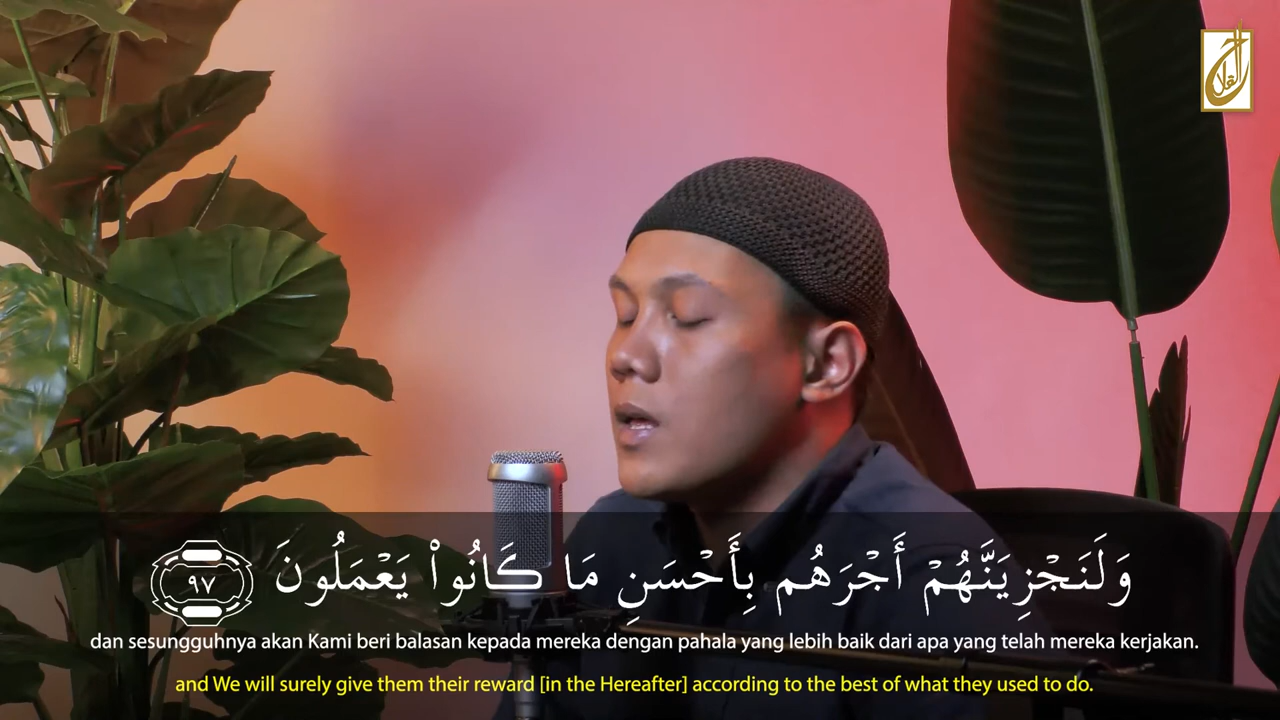 القلاح
وَلَنَجْزِيَنَّهُمْ أَجْرَهُم بِأَحْسَنِ مَا كَانُوا۟ يَعْمَلُونَ ٩٧
dan sesungguhnya akan Kami beri balasan kepada mereka dengan pahala yang lebih baik dari apa yang telah mereka kerjakan.
and We will surely give them their reward [in the Hereafter] according to the best of what they used to do.